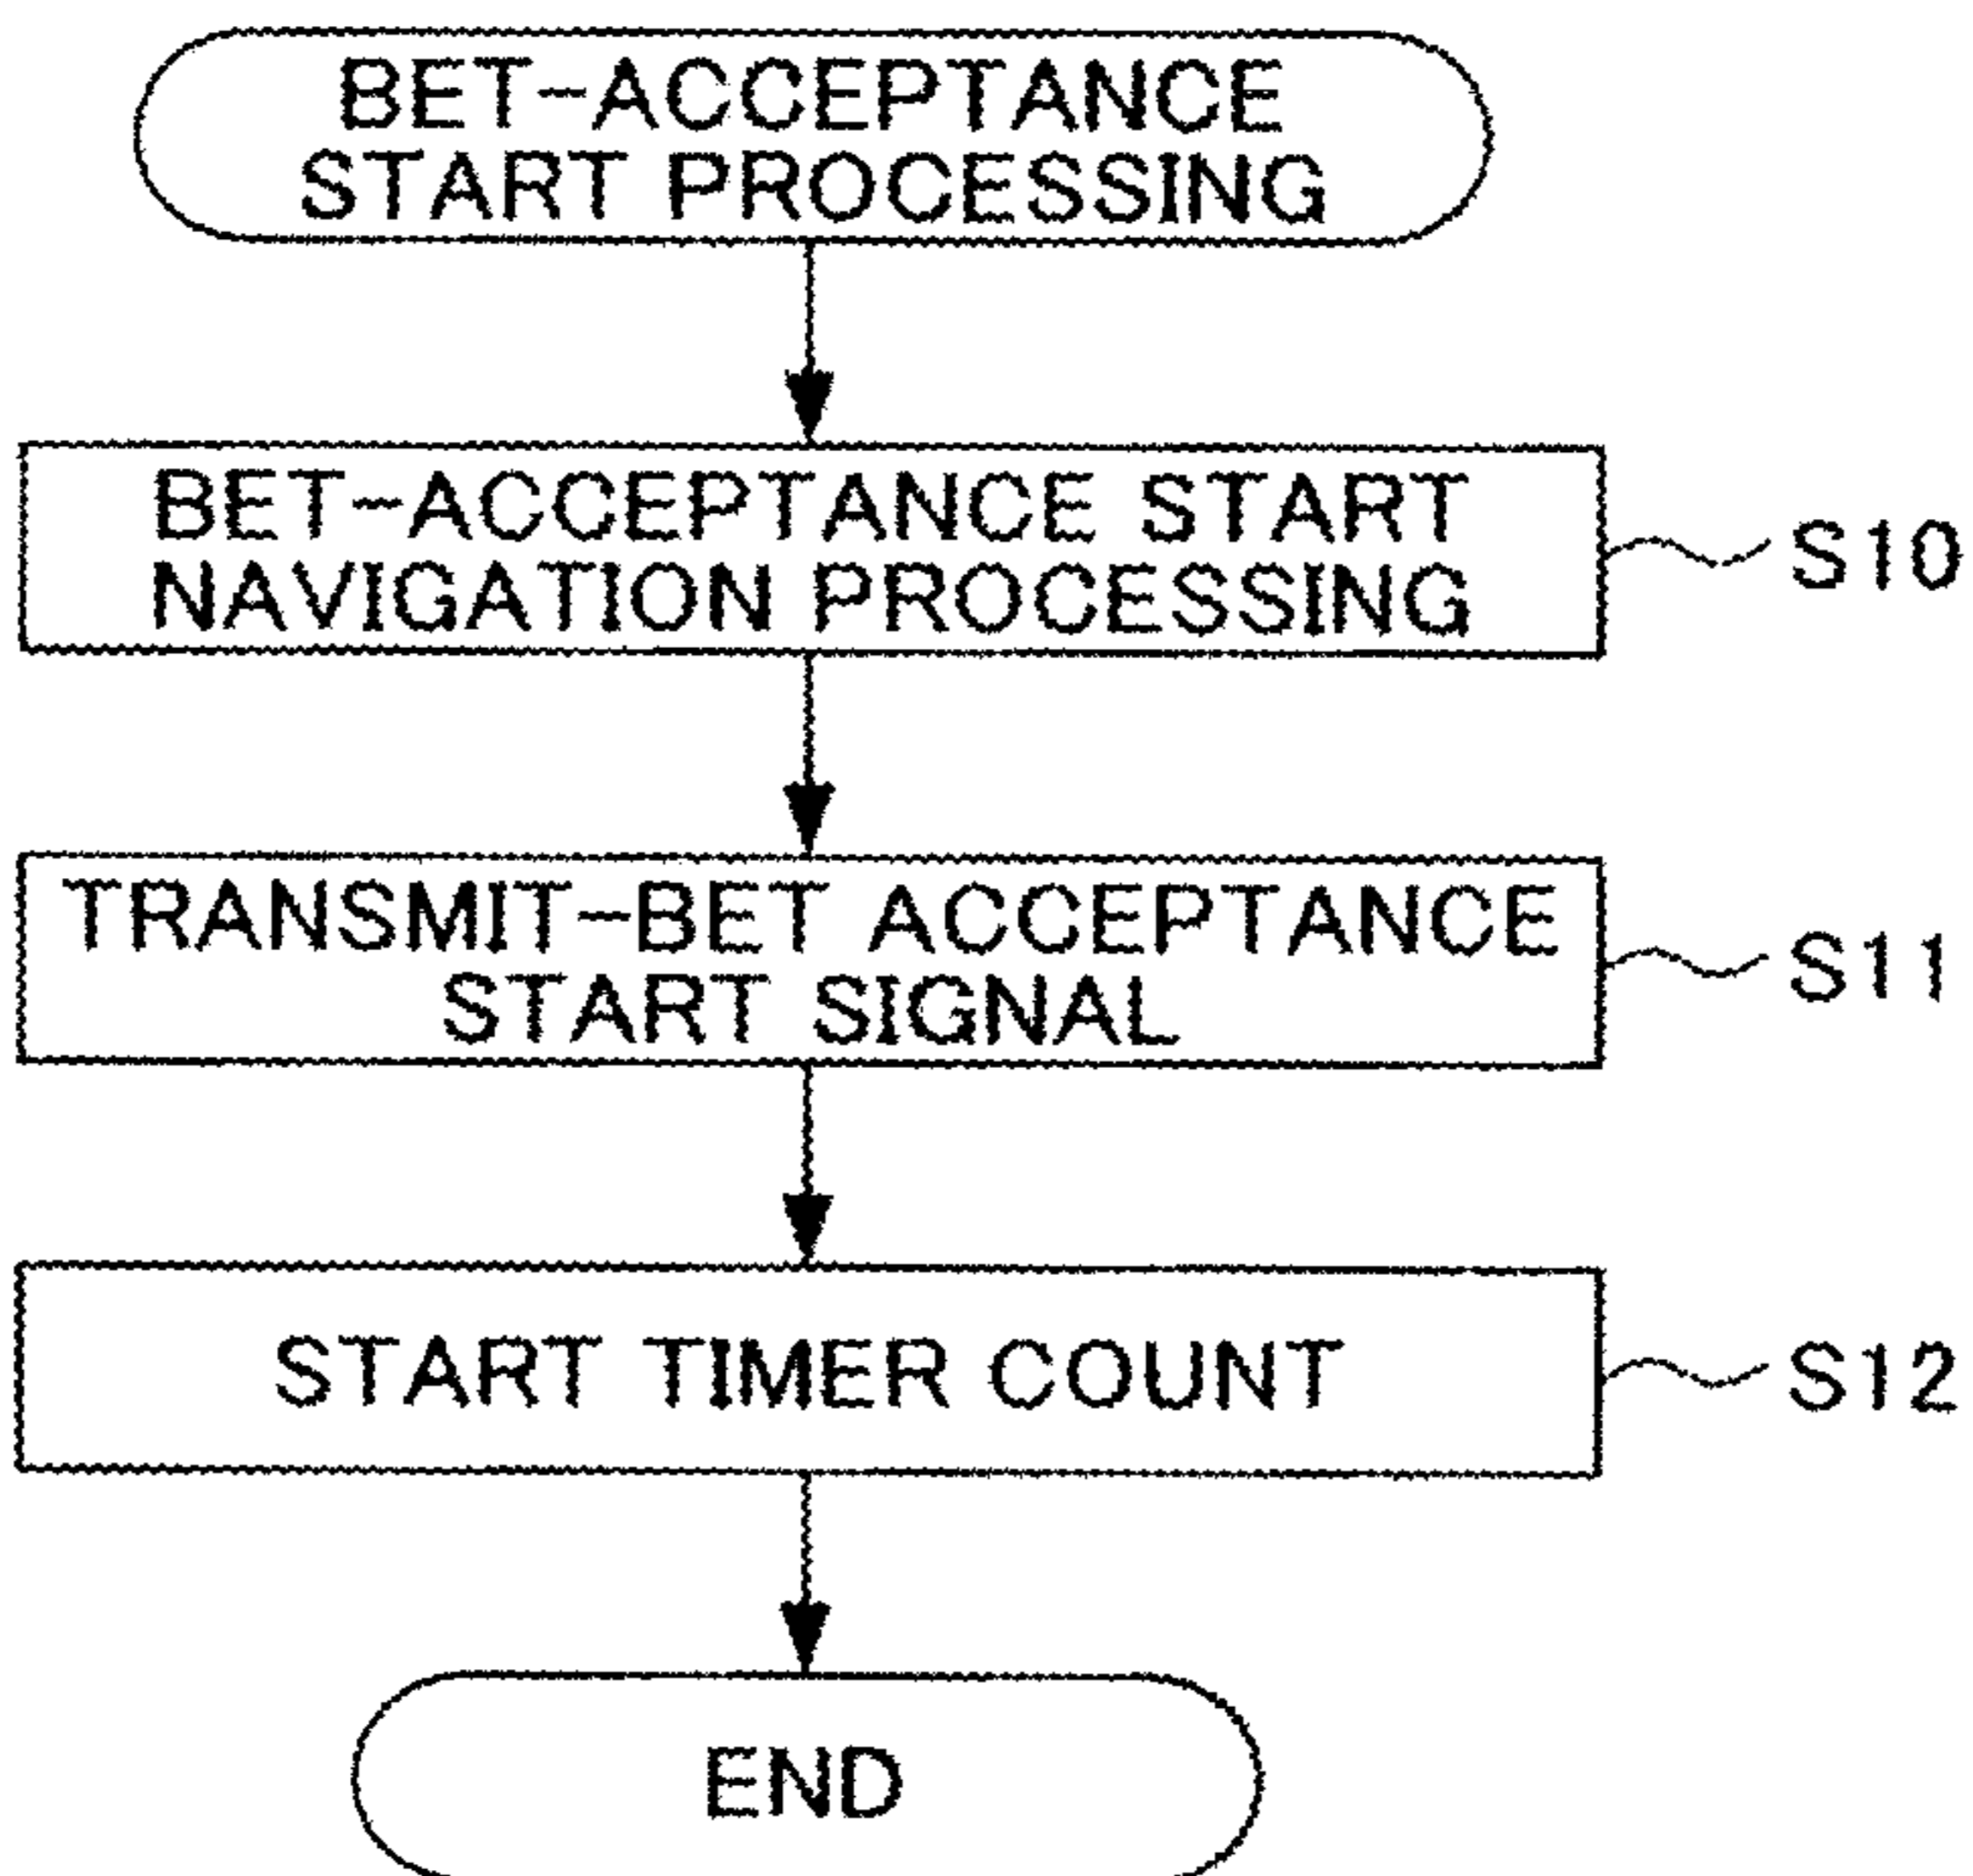 BET-ACCEPTANCE
START PROCESSING
BET-ACCEPTANCE START
NAVIGATION PROCESSING
S10
TRANSMIT-BET ACCEPTANCE
START SIGNAL
S11
START TIMER COUNT
S12
END